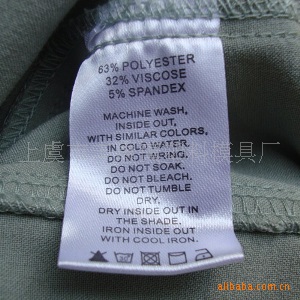 63% POLYESTER
32% VISCOSE
5% SPANDEX
MACHINE WASH,
INSIDE OUT,
WITH SIMILAR COLORS,
IN COLD WATER.
DO NOT WRING.
DO NOT SOAK.
DO NOT BLEACH.
DO NOT TUMBLE
DRY.
DRY INSIDE OUT IN
THE SHADE.
IRON INSIDE OUT
WITH COOL IRON.
上虞
模具厂
alibaba.com.cn